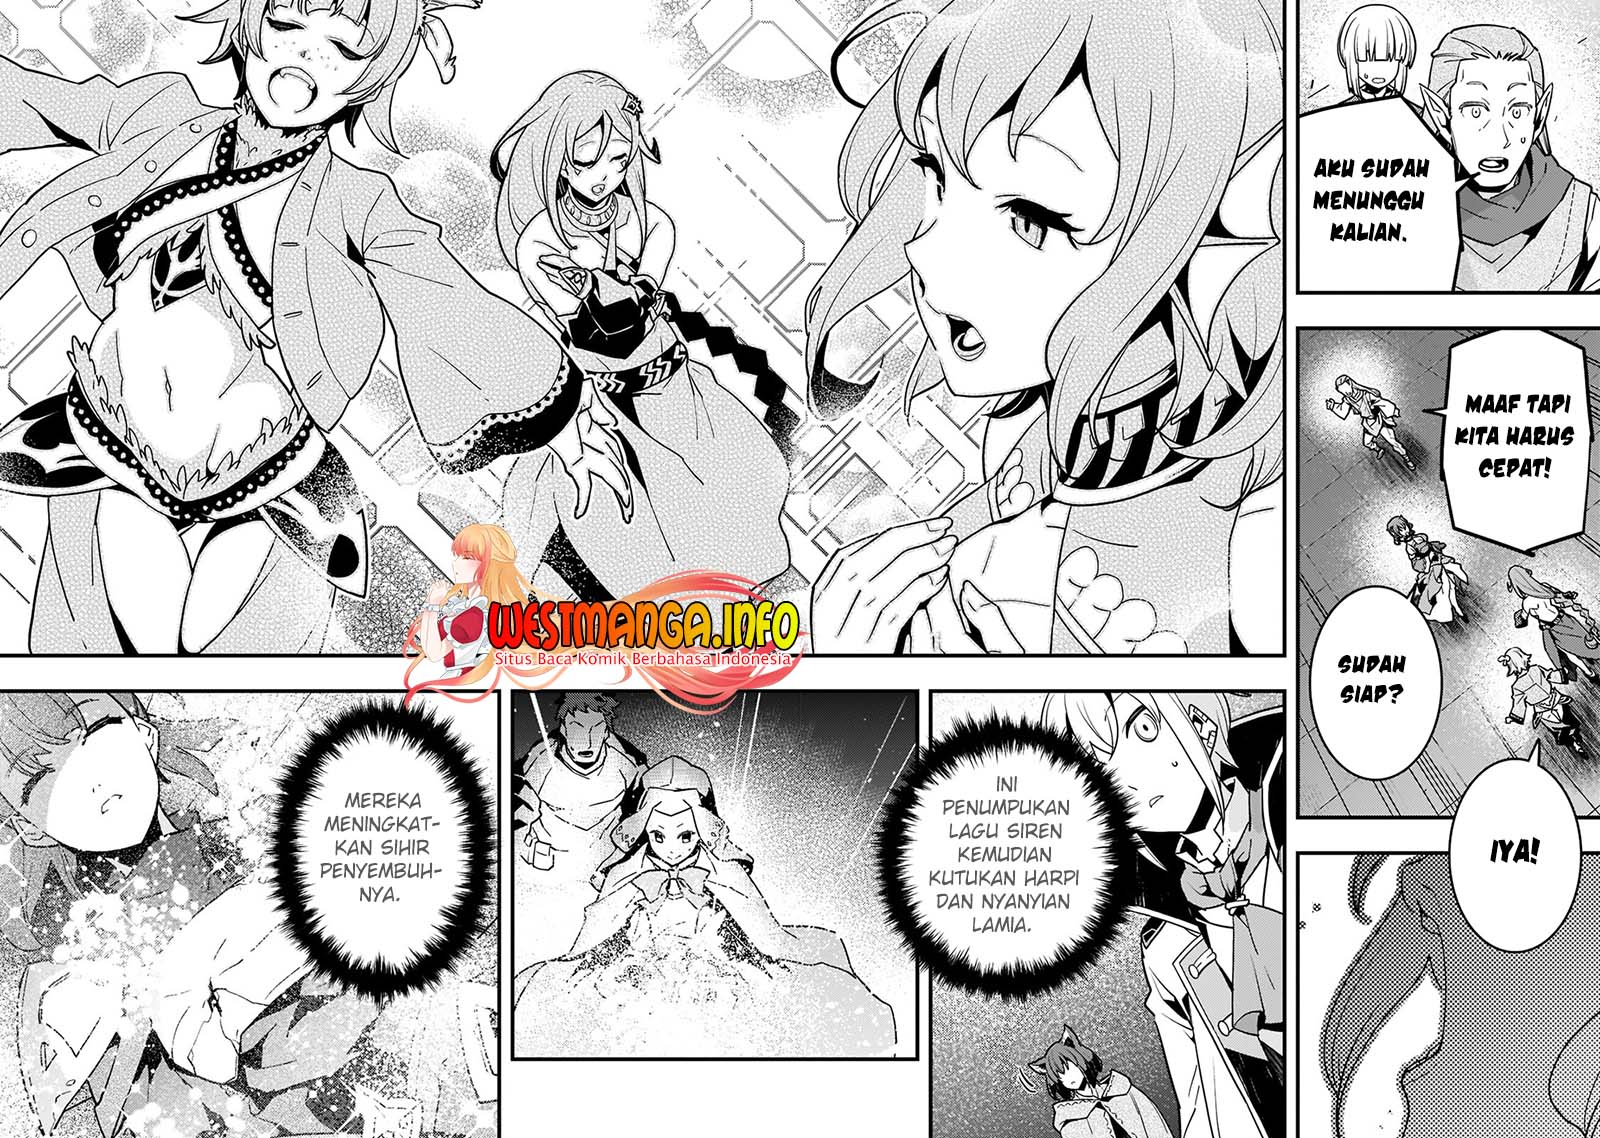 AKU SUDAH
MENUNGGU
KALIAN.
MAAF TAPI
KITA HARUS
CEPAT!
SUDAH
SIAP?
IYA!
WESTMANGA.INFO
Situs Baca Komik Berbahasa Indonesia
INI
PENUMPUKAN
LAGU SIREN
KEMUDIAN
KUTUKAN HARPI
DAN NYANYIAN
LAMIA.
MEREKA
MENINGKAT-
KAN SIHIR
PENYEMBUH-
NYA.